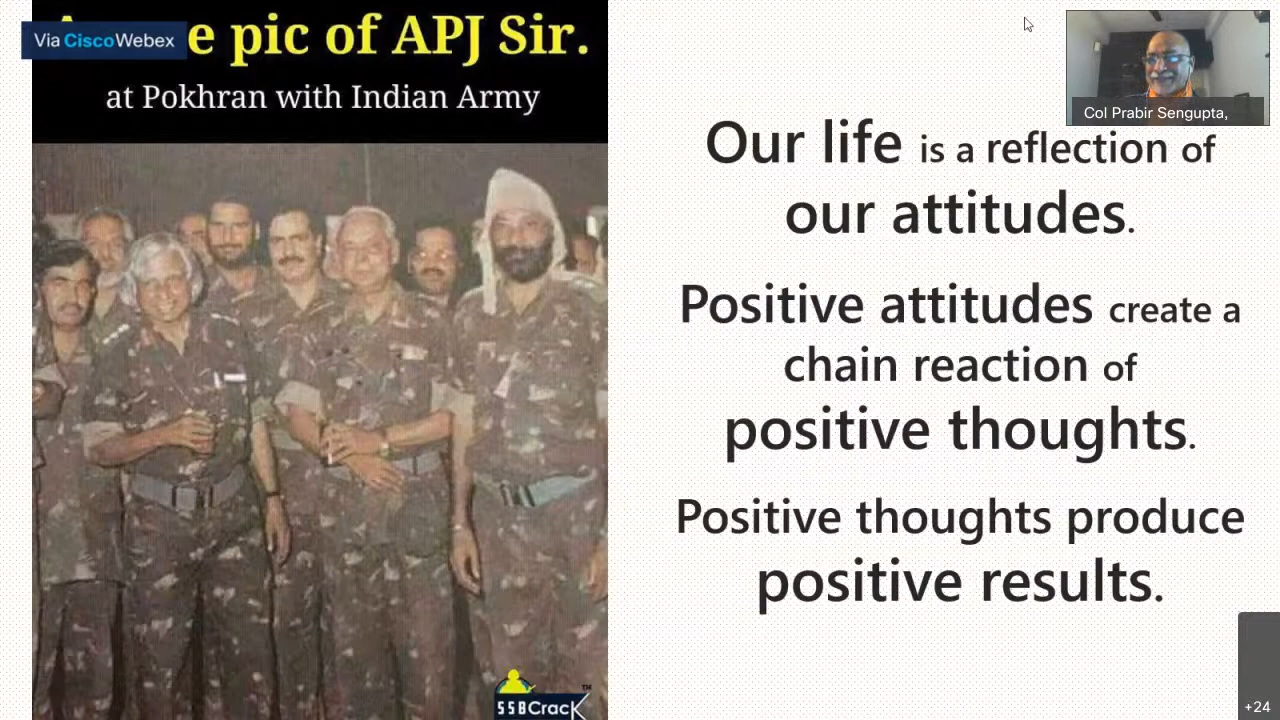 e pic of APJ Sir.
Via CiscoWebex
at Pokhran with Indian Army
Col Prabir Sengupta,
Our life is a reflection of
our attitudes.
Positive attitudes create a
chain reaction of
positive thoughts.
Positive thoughts produce
positive results.
SSBCracK
TM
+24